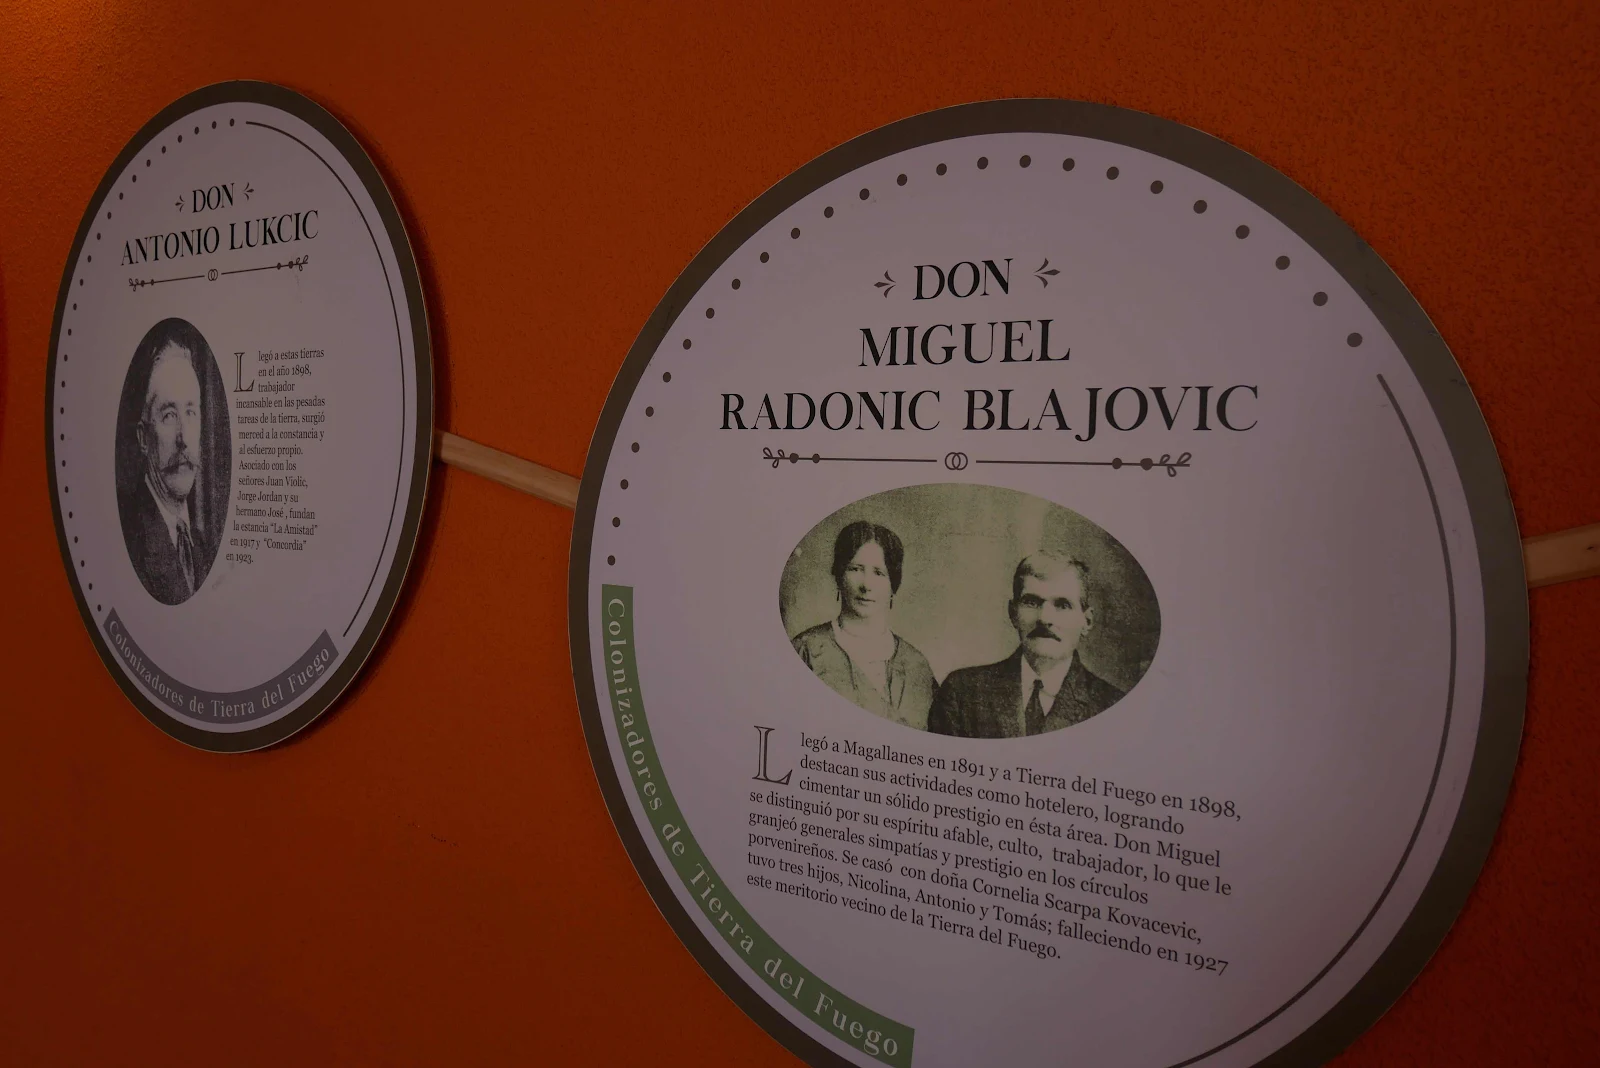 DON
ANTONIO LUKCIC
Llegó a estas tierras
en el año 1898,
trabajador
incansable en las pesadas
tareas de la tierra, surgió
merced a la constancia y
al esfuerzo propio.
Asociado con los
señores Juan Violic,
Jorge Jordan y su
hermano José , fundan
la estancia "La Amistad"
en 1917 y "Concordia"
en 1923.
Colonizadores de Tierra del Fuego
DON
MIGUEL
RADONIC BLAJOVIC
Llegó a Magallanes en 1891 y a Tierra del Fuego en 1898,
destacan sus actividades como hotelero, logrando
cimentar un sólido prestigio en ésta área. Don Miguel
se distinguió por su espíritu afable, culto, trabajador, lo que le
granjeó generales simpatías y prestigio en los círculos
porvenireños. Se casó con doña Cornelia Scarpa Kovacevic,
tuvo tres hijos, Nicolina, Antonio y Tomás; falleciendo en 1927
este meritorio vecino de la Tierra del Fuego.
Colonizadores de Tierra del Fuego